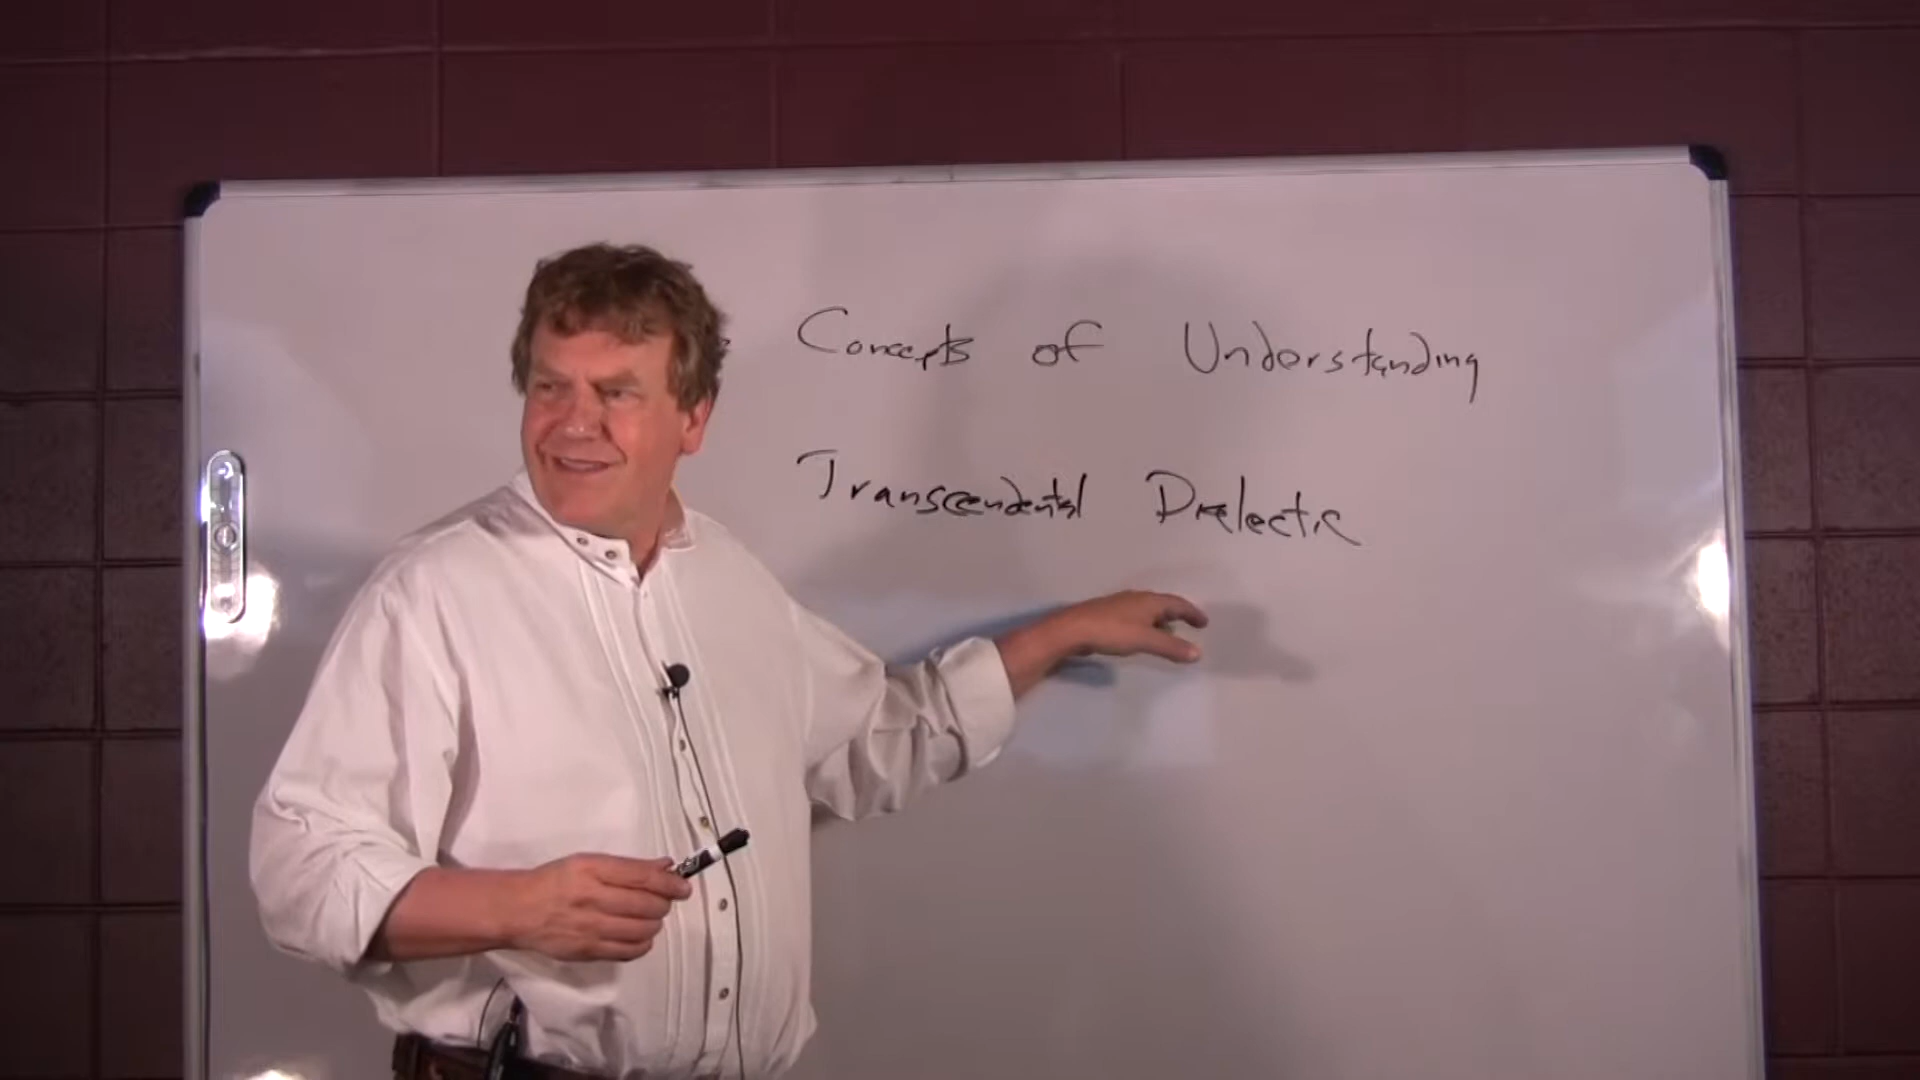 Concepts of Understanding
Transcendental Dialectic